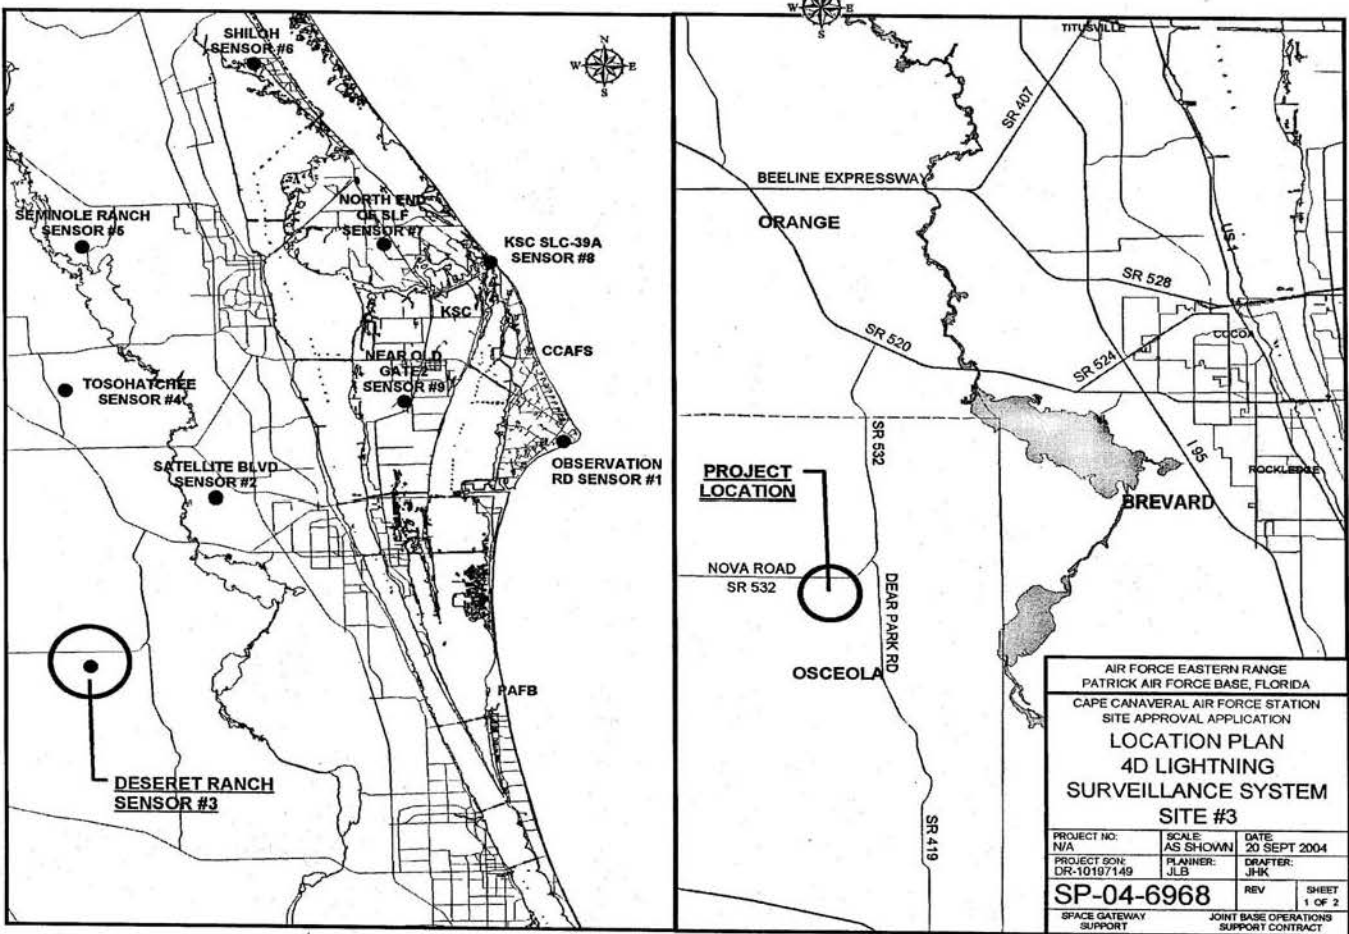 SHILOH
SENSOR #6
N
W
E
S
SEMINOLE RANCH
SENSOR #5
NORTH END
OF SLF
SENSOR #7
KSC SLC-39A
SENSOR #8
KSC
CCAFS
NEAR OLD
GATE2
SENSOR #9
TOSOHATCHEE
SENSOR #4
SATELLITE BLVD
SENSOR #2
OBSERVATION
RD SENSOR #1
DESERET RANCH
SENSOR #3
PAFB
W
E
S
TITUSVILLE
SR 407
BEELINE EXPRESSWAY
ORANGE
US 1
SR 528
SR 520
SR 524
COCOA
SR 532
I 95
ROCKLEDGE
PROJECT
LOCATION
BREVARD
NOVA ROAD
SR 532
DEAR PARK RD
OSCEOLA
SR 419
AIR FORCE EASTERN RANGE
PATRICK AIR FORCE BASE, FLORIDA
CAPE CANAVERAL AIR FORCE STATION
SITE APPROVAL APPLICATION
LOCATION PLAN
4D LIGHTNING
SURVEILLANCE SYSTEM
SITE #3
PROJECT NO: SCALE: DATE:
N/A AS SHOWN 20 SEPT 2004
PROJECT SON: PLANNER: DRAFTER:
DR-10197149 JLB JHK
SP-04-6968 REV SHEET
1 OF 2
SPACE GATEWAY JOINT BASE OPERATIONS
SUPPORT SUPPORT CONTRACT